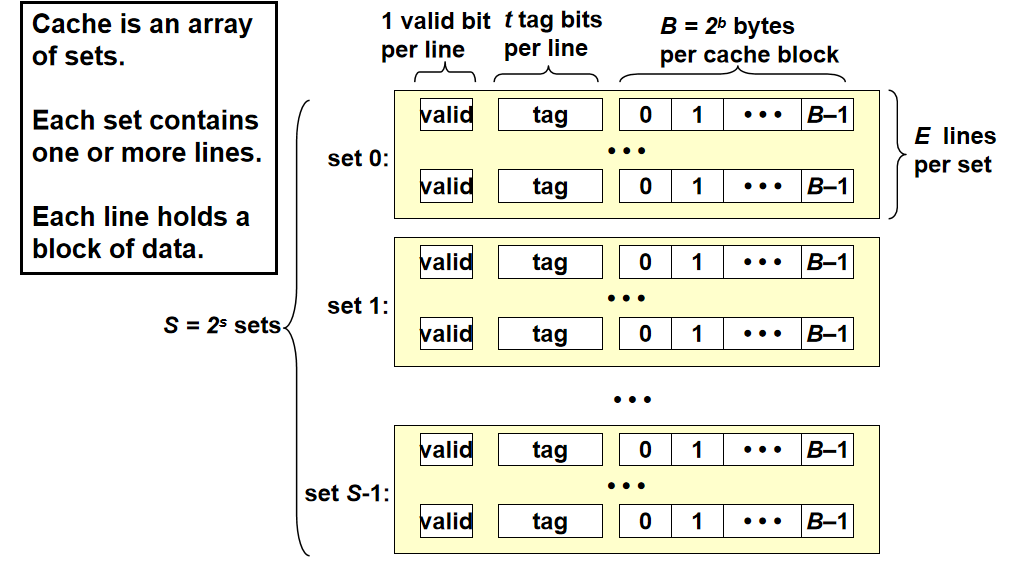 Cache is an array
of sets.
Each set contains
one or more lines.
Each line holds a
block of data.
1 valid bit
per line
t tag bits
per line
B = 2ᵇ bytes
per cache block
E lines
per set
S = 2ˢ sets
set 0:
valid tag 0 1 • • • B–1
• • •
valid tag 0 1 • • • B–1
set 1:
valid tag 0 1 • • • B–1
• • •
valid tag 0 1 • • • B–1
• • •
set S-1:
valid tag 0 1 • • • B–1
• • •
valid tag 0 1 • • • B–1